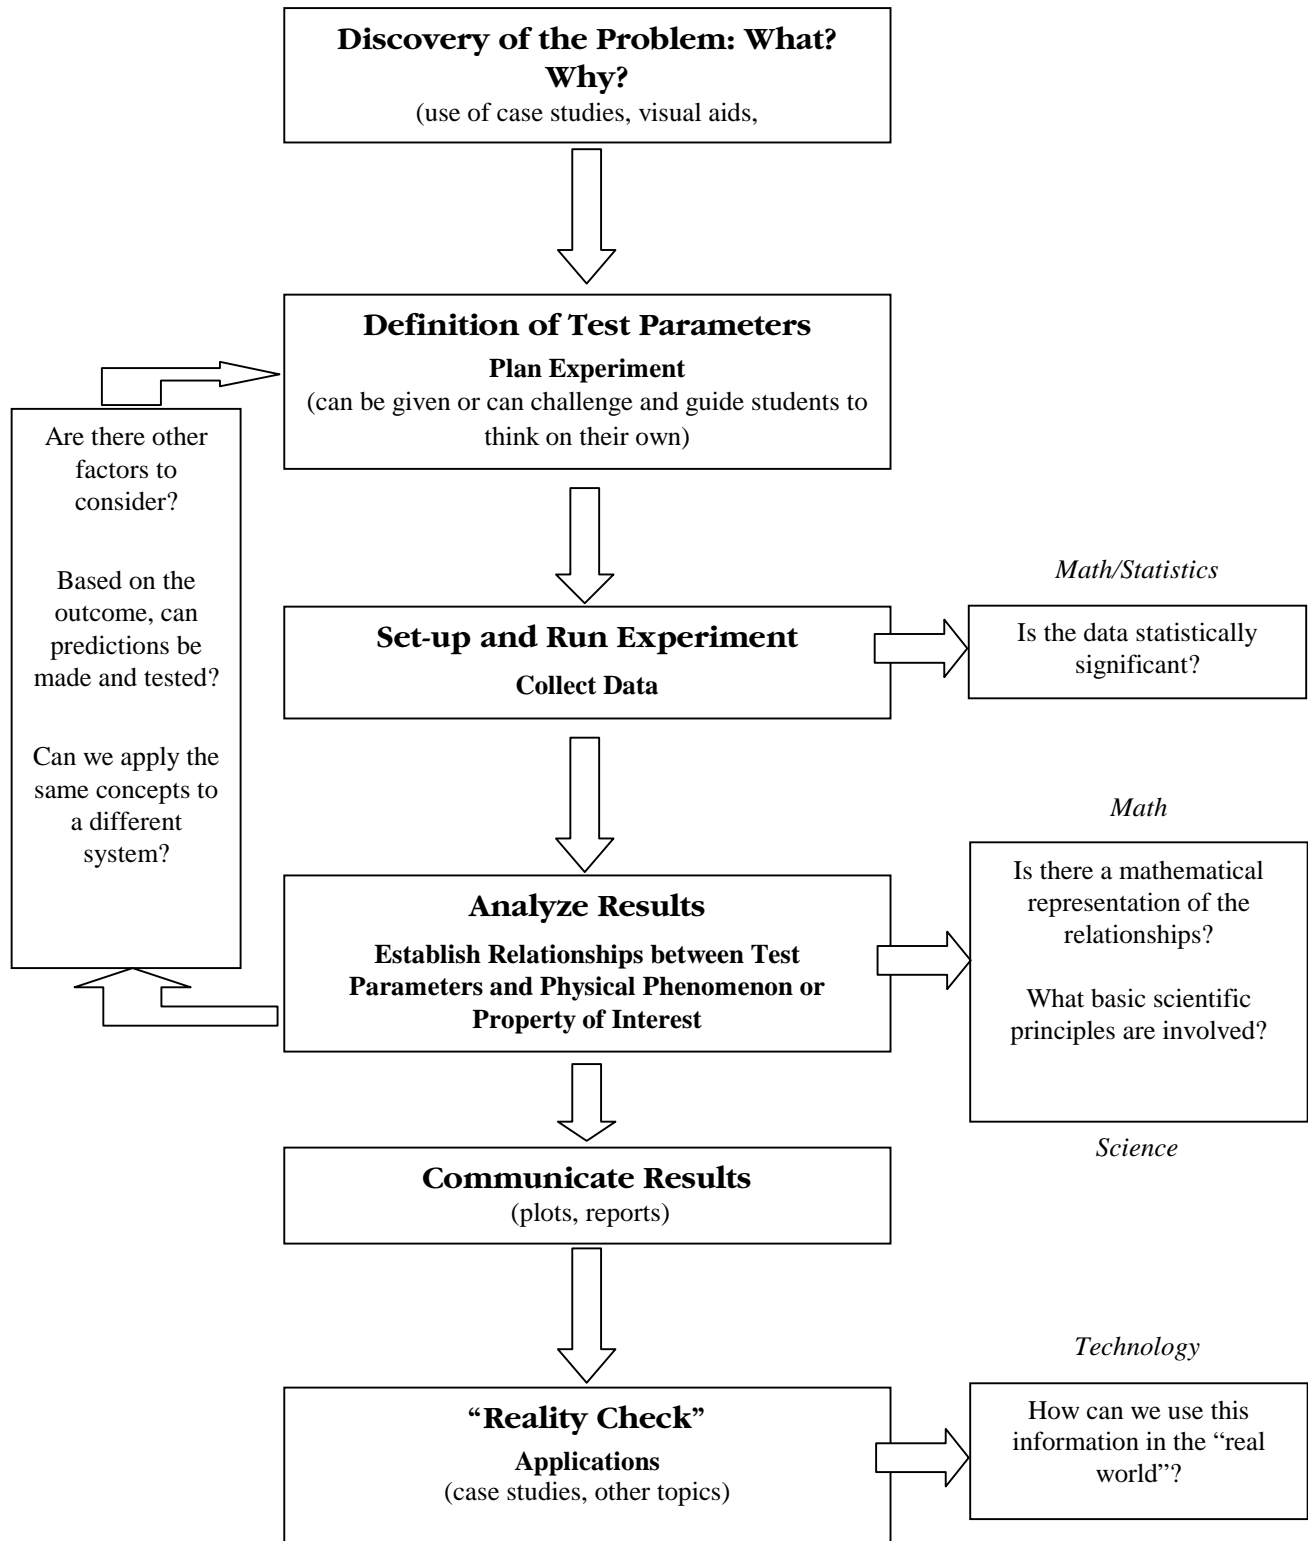 Discovery of the Problem: What?
Why?
(use of case studies, visual aids,
Definition of Test Parameters
Plan Experiment
(can be given or can challenge and guide students to
think on their own)
Are there other
factors to
consider?
Based on the
outcome, can
predictions be
made and tested?
Can we apply the
same concepts to
a different
system?
Set-up and Run Experiment
Collect Data
Math/Statistics
Is the data statistically
significant?
Analyze Results
Establish Relationships between Test
Parameters and Physical Phenomenon or
Property of Interest
Math
Is there a mathematical
representation of the
relationships?
What basic scientific
principles are involved?
Science
Communicate Results
(plots, reports)
“Reality Check”
Applications
(case studies, other topics)
Technology
How can we use this
information in the “real
world”?